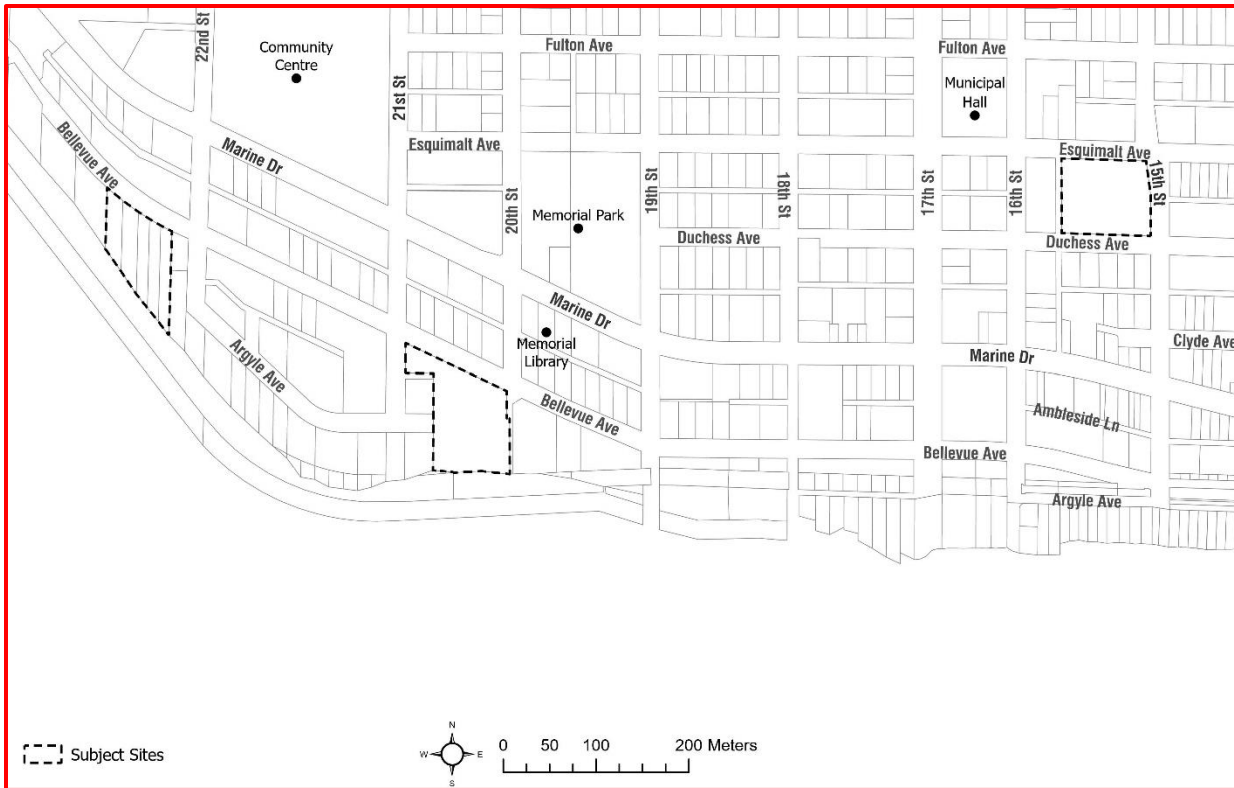 22nd St
Community
Centre
21st St
Fulton Ave
Fulton Ave
Municipal
Hall
Bellevue Ave
Marine Dr
Esquimalt Ave
Esquimalt Ave
20th St
Memorial Park
19th St
18th St
17th St
16th St
15th St
Duchess Ave
Duchess Ave
Marine Dr
Memorial
Library
Argyle Ave
Marine Dr
Clyde Ave
Bellevue Ave
Ambleside Ln
Bellevue Ave
Argyle Ave
Subject Sites
N
W
E
S
0 50 100 200 Meters